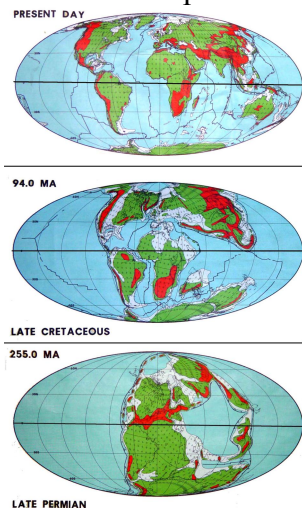 PRESENT DAY
94.0 MA
LATE CRETACEOUS
255.0 MA
LATE PERMIAN